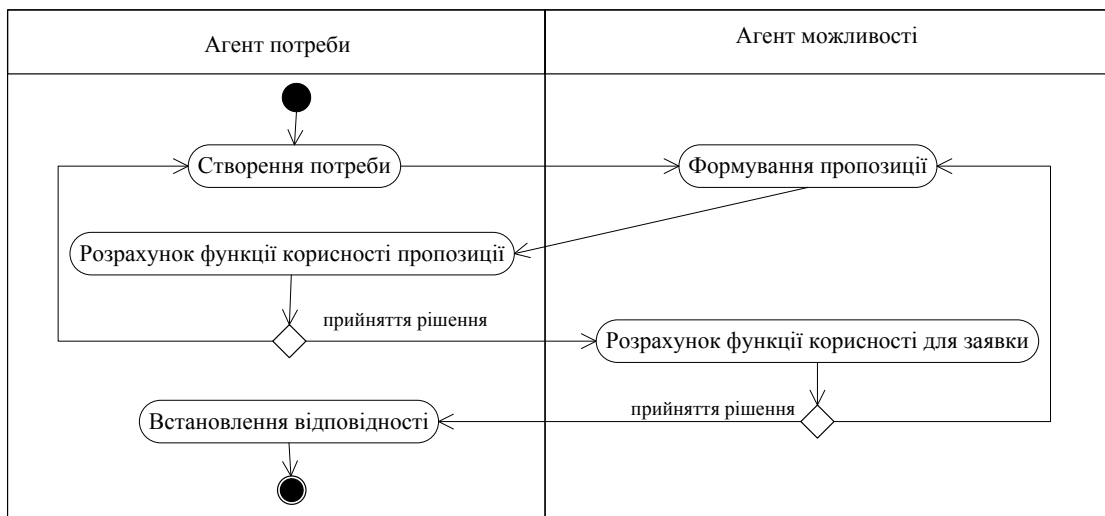 Агент потреби
Агент можливості
Створення потреби
Формування пропозиції
Розрахунок функції корисності пропозиції
прийняття рішення
Розрахунок функції корисності для заявки
прийняття рішення
Встановлення відповідності